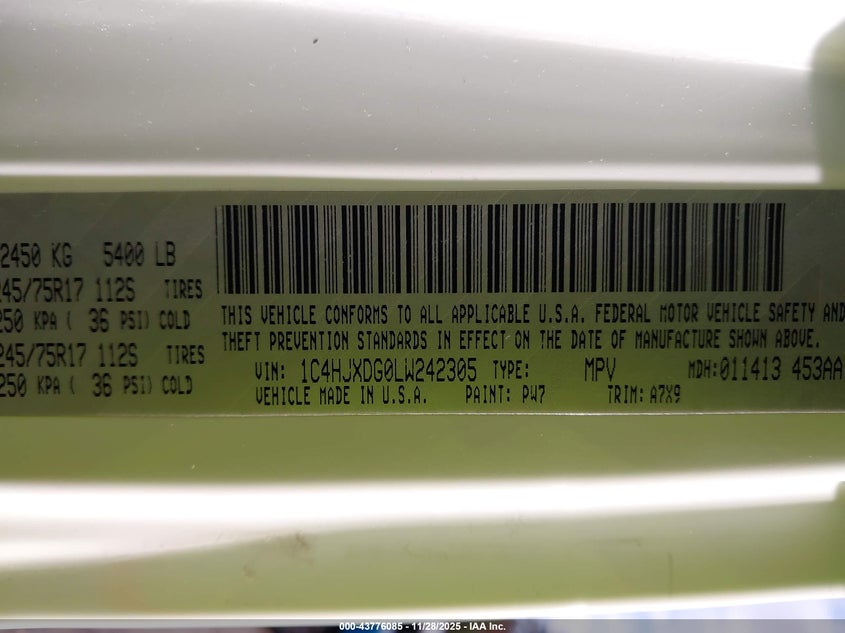 2450 KG 5400 LB
245/75R17 112S TIRES
250 KPA ( 36 PSI) COLD
245/75R17 112S TIRES
250 KPA ( 36 PSI) COLD
THIS VEHICLE CONFORMS TO ALL APPLICABLE U.S.A. FEDERAL MOTOR VEHICLE SAFETY AND
THEFT PREVENTION STANDARDS IN EFFECT ON THE DATE OF MANUFACTURE SHOWN ABOVE.
VIN: 1C4HJXDG0LW242305 TYPE: MPV MDH:011413 453AA
VEHICLE MADE IN U.S.A. PAINT: PW7 TRIM: A7X9
000-43776085 - 11/28/2025 - IAA Inc.